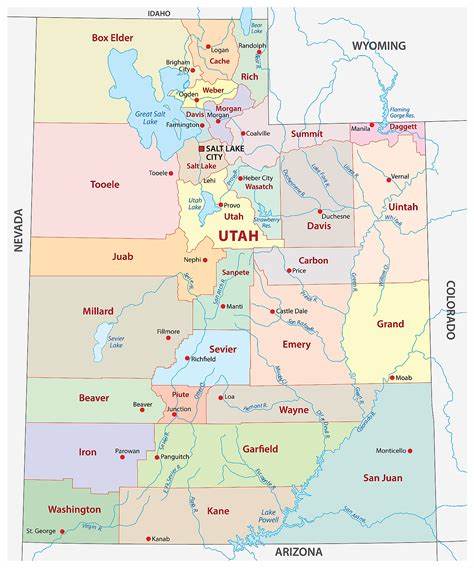 IDAHO
WYOMING
NEVADA
COLORADO
ARIZONA
UTAH
Box Elder
Logan
Cache
Bear
Lake
Randolph
Rich
Brigham
City
Weber
Ogden
Great Salt
Lake
Davis
Morgan
Morgan
Farmington
Coalville
Summit
Manila
Daggett
Flaming
Gorge Res.
SALT LAKE
CITY
Salt Lake
Tooele
Tooele
Lehi
Heber City
Wasatch
Utah
Lake
Provo
Utah
Strawberry
Res.
Duchesne
Davis
Vernal
Uintah
Juab
Nephi
Sanpete
Manti
Carbon
Price
Green R.
Millard
Sevier
Lake
Fillmore
Castle Dale
Emery
Grand
Moab
Sevier
Richfield
Beaver
Beaver
Piute
Junction
Loa
Wayne
Iron
Parowan
Panguitch
Garfield
Monticello
San Juan
Washington
St. George
Virgin R.
Kane
Kanab
Lake
Powell